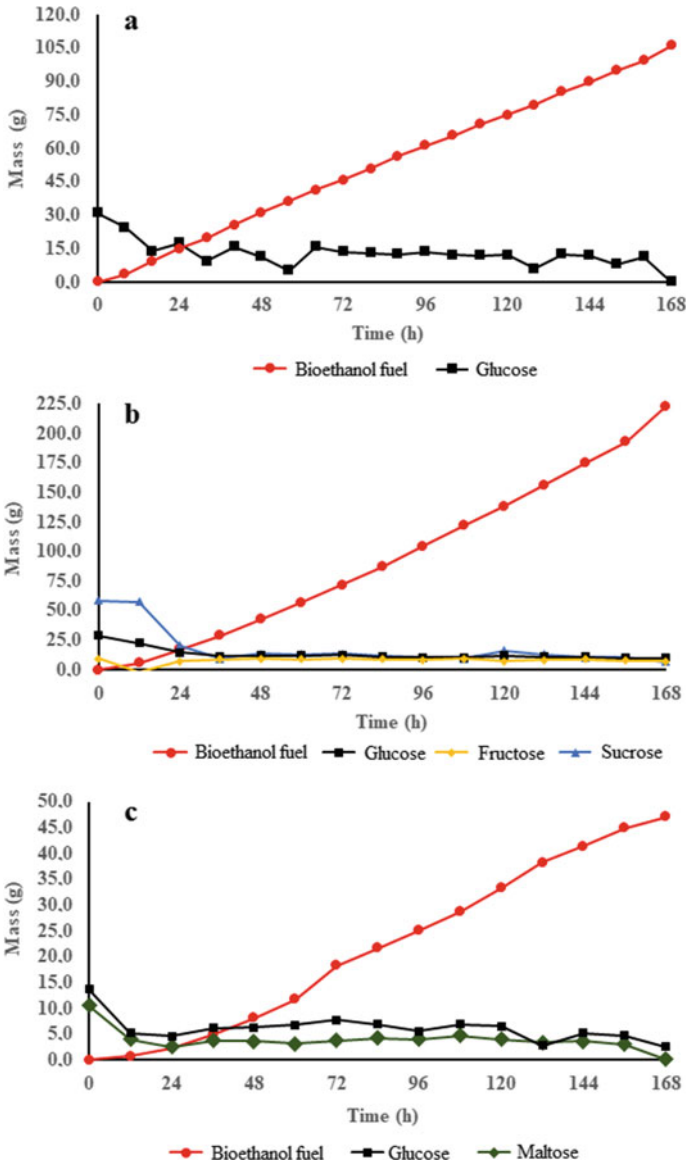 a
120.0
105.0
90.0
75.0
60.0
45.0
30.0
15.0
0.0
Mass (g)
0 24 48 72 96 120 144 168
Time (h)
Bioethanol fuel Glucose
b
225.0
200.0
175.0
150.0
125.0
100.0
75.0
50.0
25.0
0.0
Mass (g)
0 24 48 72 96 120 144 168
Time (h)
Bioethanol fuel Glucose Fructose Sucrose
c
50.0
45.0
40.0
35.0
30.0
25.0
20.0
15.0
10.0
5.0
0.0
Mass (g)
0 24 48 72 96 120 144 168
Time (h)
Bioethanol fuel Glucose Maltose